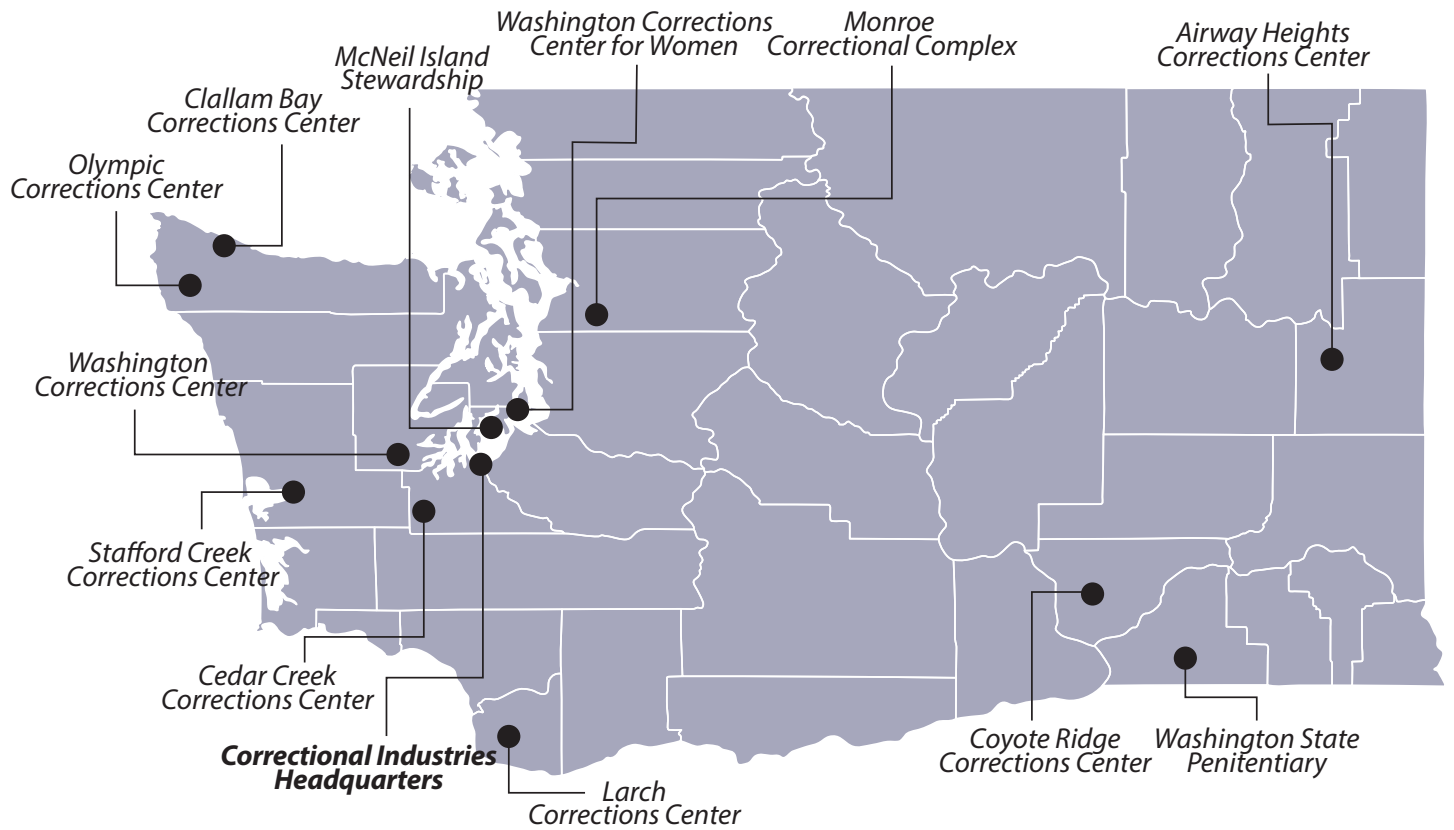 Washington Corrections
Center for Women
Monroe
Correctional Complex
Airway Heights
Corrections Center
McNeil Island
Stewardship
Clallam Bay
Corrections Center
Olympic
Corrections Center
Washington
Corrections Center
Stafford Creek
Corrections Center
Cedar Creek
Corrections Center
Correctional Industries
Headquarters
Larch
Corrections Center
Coyote Ridge
Corrections Center
Washington State
Penitentiary